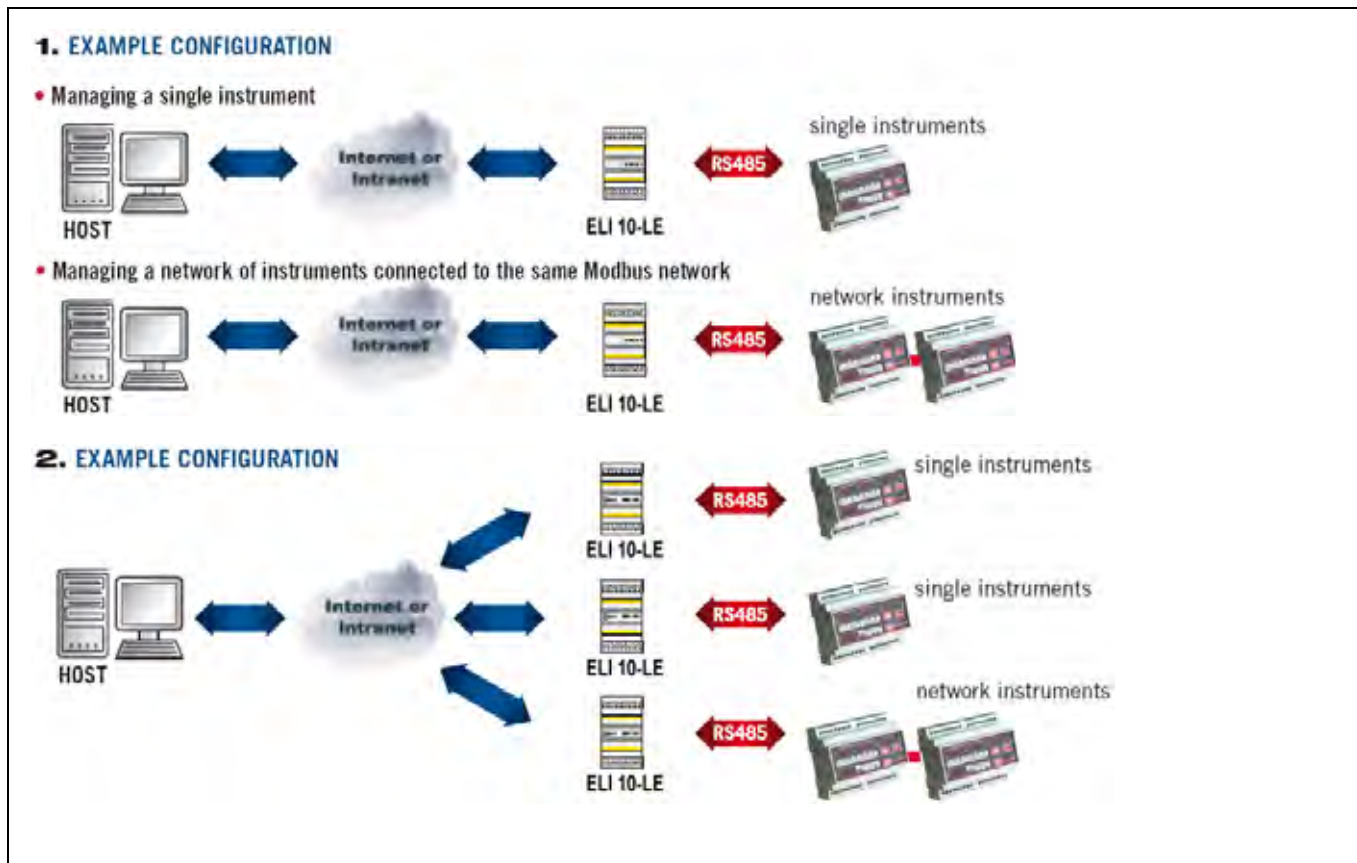 1. EXAMPLE CONFIGURATION
• Managing a single instrument
single instruments
Internet or
Intranet
RS485
HOST
ELI 10-LE
• Managing a network of instruments connected to the same Modbus network
network instruments
Internet or
Intranet
RS485
HOST
ELI 10-LE
2. EXAMPLE CONFIGURATION
single instruments
RS485
ELI 10-LE
single instruments
Internet or
Intranet
RS485
HOST
ELI 10-LE
network instruments
RS485
ELI 10-LE